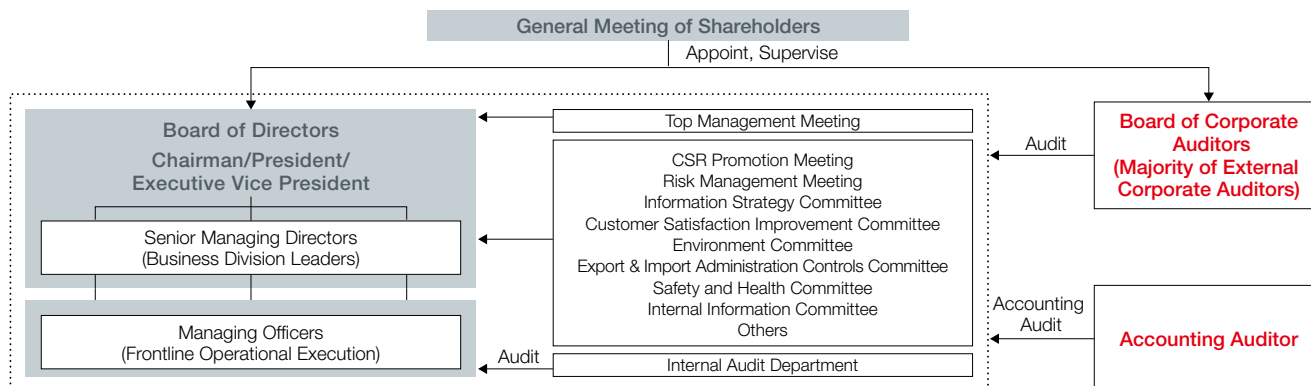 General Meeting of Shareholders
Appoint, Supervise
Board of Directors
Chairman/President/
Executive Vice President
Senior Managing Directors
(Business Division Leaders)
Managing Officers
(Frontline Operational Execution)
Top Management Meeting
CSR Promotion Meeting
Risk Management Meeting
Information Strategy Committee
Customer Satisfaction Improvement Committee
Environment Committee
Export & Import Administration Controls Committee
Safety and Health Committee
Internal Information Committee
Others
Audit
Internal Audit Department
Audit
Board of Corporate
Auditors
(Majority of External
Corporate Auditors)
Accounting
Audit
Accounting Auditor